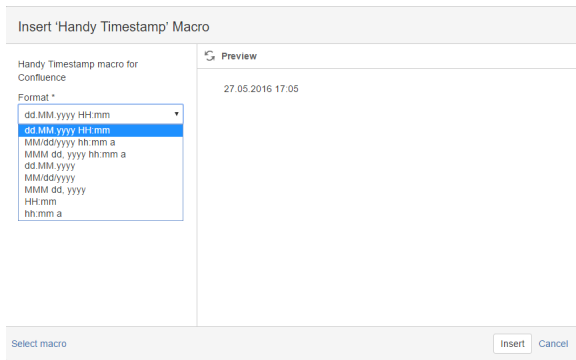 Insert 'Handy Timestamp' Macro
Handy Timestamp macro for
Confluence
Format *
dd.MM.yyyy HH:mm
dd.MM.yyyy HH:mm
MM/dd/yyyy hh:mm a
MMM dd, yyyy hh:mm a
dd.MM.yyyy
MM/dd/yyyy
MMM dd, yyyy
HH:mm
hh:mm a
Preview
27.05.2016 17:05
Select macro
Insert Cancel